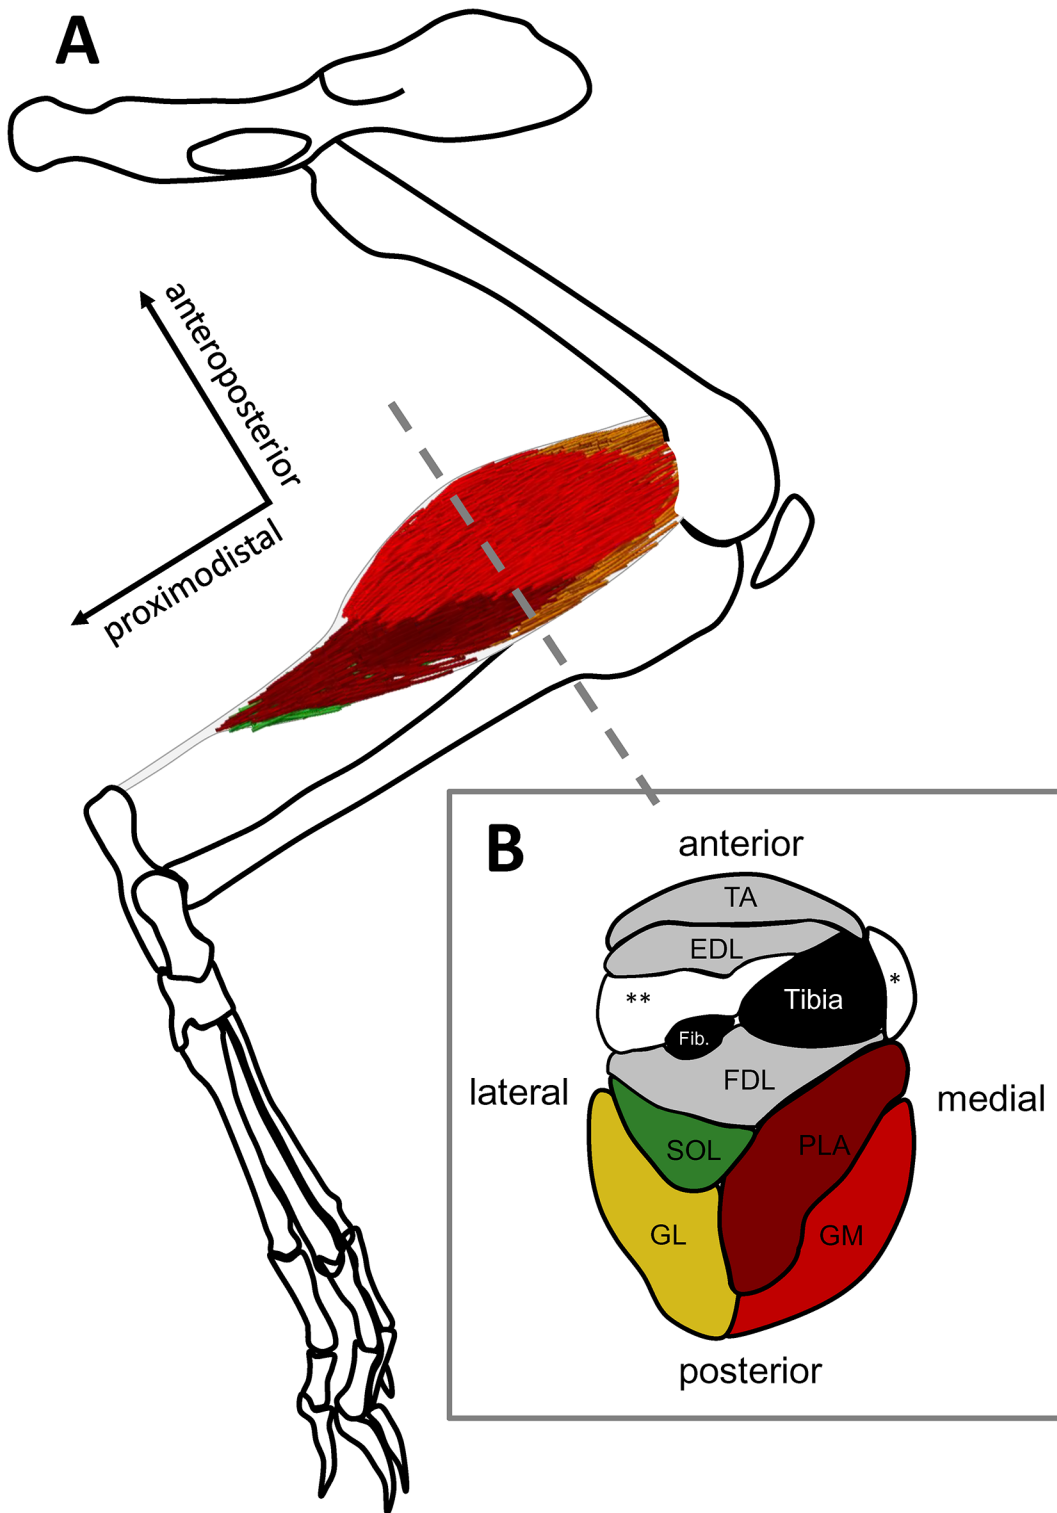 A
anteroposterior
proximodistal
B
anterior
TA
EDL
**
Tibia
*
Fib.
FDL
lateral
medial
SOL
PLA
GL
GM
posterior